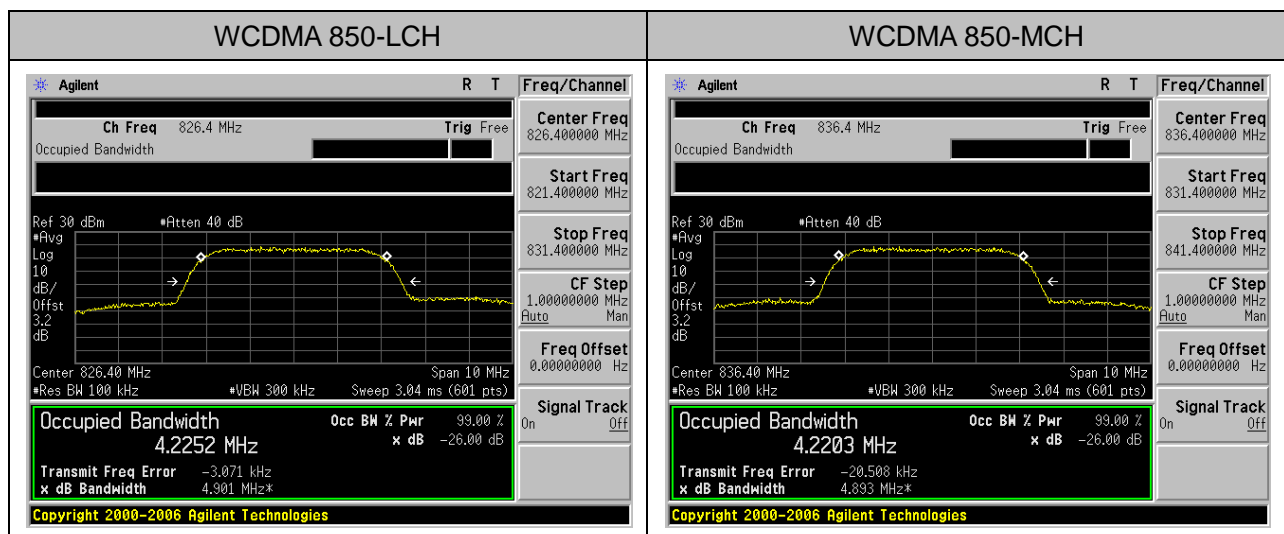 WCDMA 850-LCH
Agilent
R T
Freq/Channel
Ch Freq 826.4 MHz
Trig Free
Occupied Bandwidth
Center Freq
826.400000 MHz
Start Freq
821.400000 MHz
Stop Freq
831.400000 MHz
CF Step
1.00000000 MHz
Auto Man
Freq Offset
0.00000000 Hz
Signal Track
On Off
Ref 30 dBm
#Atten 40 dB
#Avg
Log
10
dB/
Offst
3.2
dB
Center 826.40 MHz
Span 10 MHz
#Res BW 100 kHz
#VBW 300 kHz
Sweep 3.04 ms (601 pts)
Occupied Bandwidth
4.2252 MHz
Occ BW % Pwr 99.00 %
x dB -26.00 dB
Transmit Freq Error -3.071 kHz
x dB Bandwidth 4.901 MHz*
Copyright 2000-2006 Agilent Technologies
WCDMA 850-MCH
Agilent
R T
Freq/Channel
Ch Freq 836.4 MHz
Trig Free
Occupied Bandwidth
Center Freq
836.400000 MHz
Start Freq
831.400000 MHz
Stop Freq
841.400000 MHz
CF Step
1.00000000 MHz
Auto Man
Freq Offset
0.00000000 Hz
Signal Track
On Off
Ref 30 dBm
#Atten 40 dB
#Avg
Log
10
dB/
Offst
3.2
dB
Center 836.40 MHz
Span 10 MHz
#Res BW 100 kHz
#VBW 300 kHz
Sweep 3.04 ms (601 pts)
Occupied Bandwidth
4.2203 MHz
Occ BW % Pwr 99.00 %
x dB -26.00 dB
Transmit Freq Error -20.508 kHz
x dB Bandwidth 4.893 MHz*
Copyright 2000-2006 Agilent Technologies